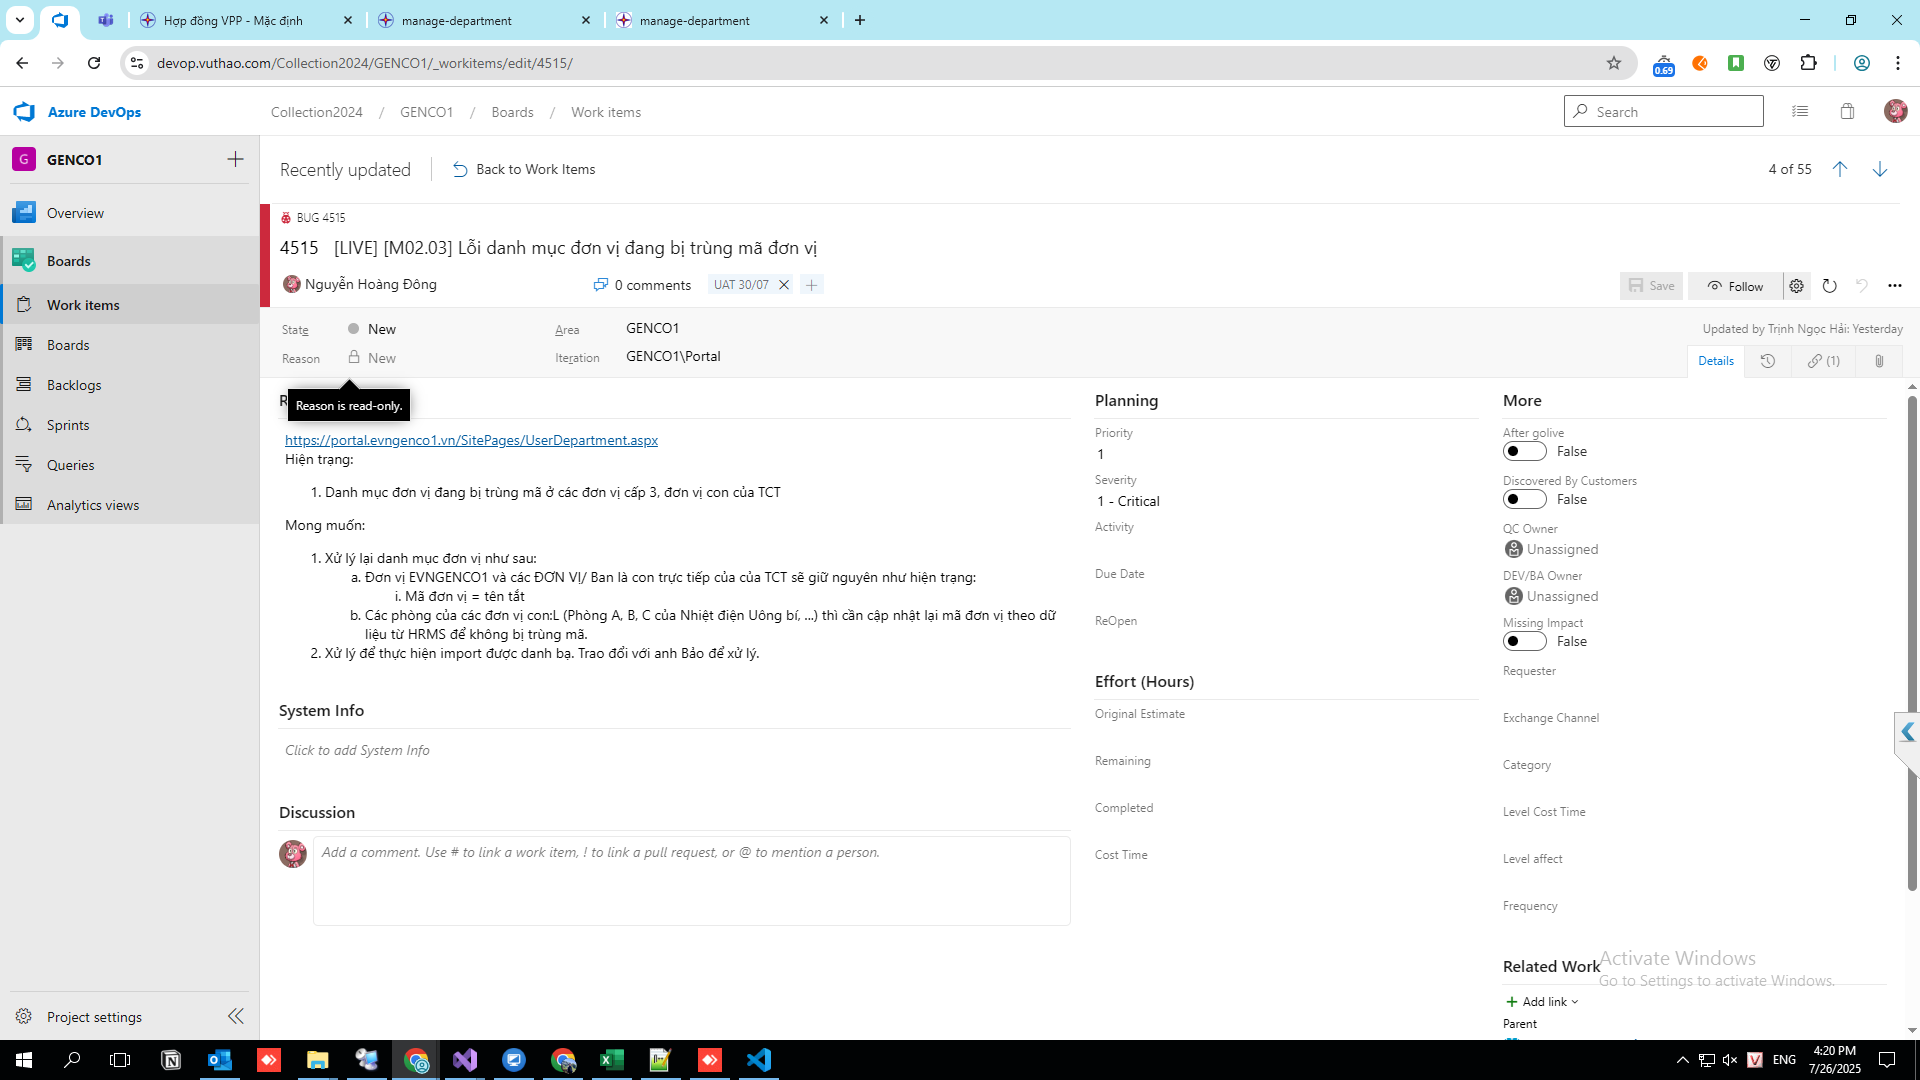 Hợp đồng VPP - Mặc định
manage-department
manage-department
devop.vuthao.com/Collection2024/GENCO1/_workitems/edit/4515/
0.69
Azure DevOps
Collection2024 / GENCO1 / Boards / Work items
Search
G GENCO1
Overview
Boards
Work items
Boards
Backlogs
Sprints
Queries
Analytics views
Project settings
Recently updated
Back to Work Items
4 of 55
BUG 4515
4515 [LIVE] [M02.03] Lỗi danh mục đơn vị đang bị trùng mã đơn vị
Nguyễn Hoàng Đông
0 comments
UAT 30/07
Save
Follow
State New
Area GENCO1
Updated by Trịnh Ngọc Hải: Yesterday
Reason New
Iteration GENCO1\Portal
Details
(1)
Reason is read-only.
https://portal.evngenco1.vn/SitePages/UserDepartment.aspx
Hiện trạng:
1. Danh mục đơn vị đang bị trùng mã ở các đơn vị cấp 3, đơn vị con của TCT
Mong muốn:
1. Xử lý lại danh mục đơn vị như sau:
a. Đơn vị EVNGENCO1 và các ĐƠN VỊ/ Ban là con trực tiếp của của TCT sẽ giữ nguyên như hiện trạng:
i. Mã đơn vị = tên tắt
b. Các phòng của các đơn vị con:L (Phòng A, B, C của Nhiệt điện Uông bí, ...) thì cần cập nhật lại mã đơn vị theo dữ
liệu từ HRMS để không bị trùng mã.
2. Xử lý để thực hiện import được danh bạ. Trao đổi với anh Bảo để xử lý.
System Info
Click to add System Info
Discussion
Add a comment. Use # to link a work item, ! to link a pull request, or @ to mention a person.
Planning
Priority
1
Severity
1 - Critical
Activity
Due Date
ReOpen
Effort (Hours)
Original Estimate
Remaining
Completed
Cost Time
More
After golive
False
Discovered By Customers
False
QC Owner
Unassigned
DEV/BA Owner
Unassigned
Missing Impact
False
Requester
Exchange Channel
Category
Level Cost Time
Level affect
Frequency
Related Work
Add link
Parent
Activate Windows
Go to Settings to activate Windows.
ENG
4:20 PM
7/26/2025